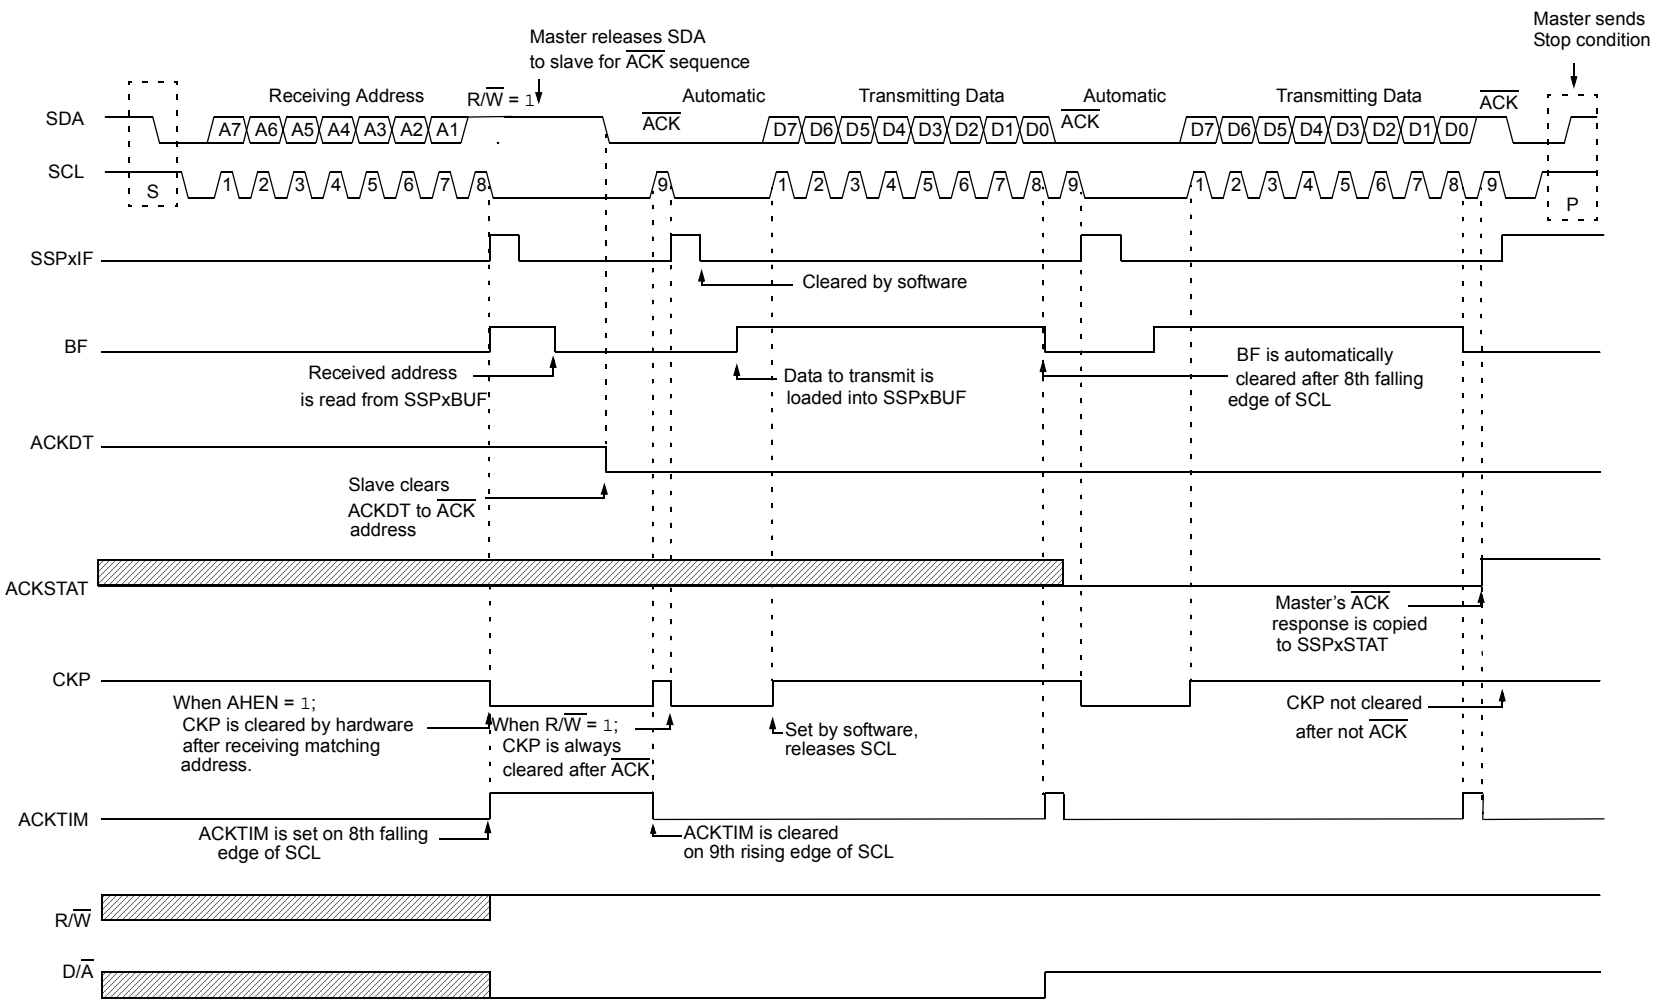 Master sends
Stop condition
Master releases SDA
to slave for ACK sequence
Receiving Address
R/W = 1
Automatic
Transmitting Data
Automatic
Transmitting Data
ACK
ACK
ACK
SDA
A7 A6 A5 A4 A3 A2 A1
D7 D6 D5 D4 D3 D2 D1 D0
D7 D6 D5 D4 D3 D2 D1 D0
SCL
S
1 2 3 4 5 6 7 8
9
1 2 3 4 5 6 7 8 9
1 2 3 4 5 6 7 8 9
P
SSPxIF
Cleared by software
BF
Received address
is read from SSPxBUF
Data to transmit is
loaded into SSPxBUF
BF is automatically
cleared after 8th falling
edge of SCL
ACKDT
Slave clears
ACKDT to ACK
address
ACKSTAT
Master's ACK
response is copied
to SSPxSTAT
CKP
When AHEN = 1;
CKP is cleared by hardware
after receiving matching
address.
When R/W = 1;
CKP is always
cleared after ACK
Set by software,
releases SCL
CKP not cleared
after not ACK
ACKTIM
ACKTIM is set on 8th falling
edge of SCL
ACKTIM is cleared
on 9th rising edge of SCL
R/W
D/A